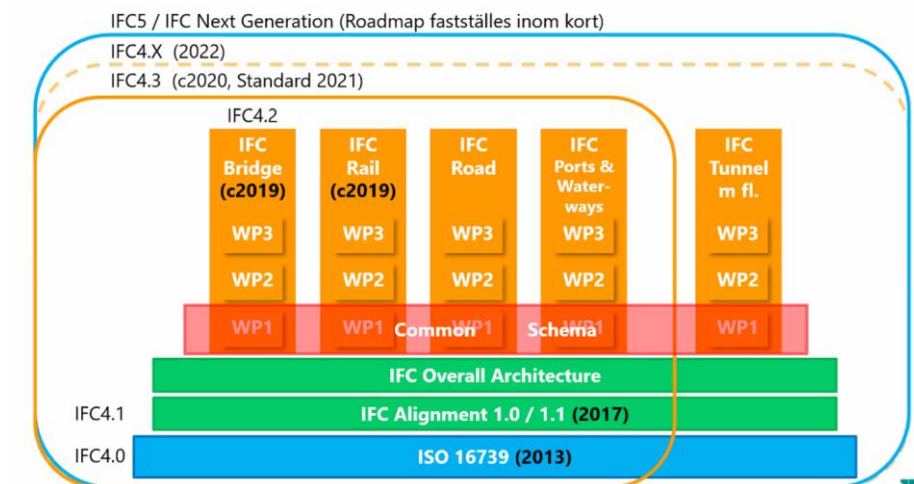 IFC5 / IFC Next Generation (Roadmap fastställes inom kort)
IFC4.X (2022)
IFC4.3 (c2020, Standard 2021)
IFC4.2
IFC
Bridge
(c2019)
IFC
Rail
(c2019)
IFC
Road
IFC
Ports &
Water-
ways
IFC
Tunnel
m fl.
WP3 WP3 WP3 WP3 WP3
WP2 WP2 WP2 WP2 WP2
WP1 WP1 WP1 WP1 WP1
Common Schema
IFC Overall Architecture
IFC4.1 IFC Alignment 1.0 / 1.1 (2017)
IFC4.0 ISO 16739 (2013)